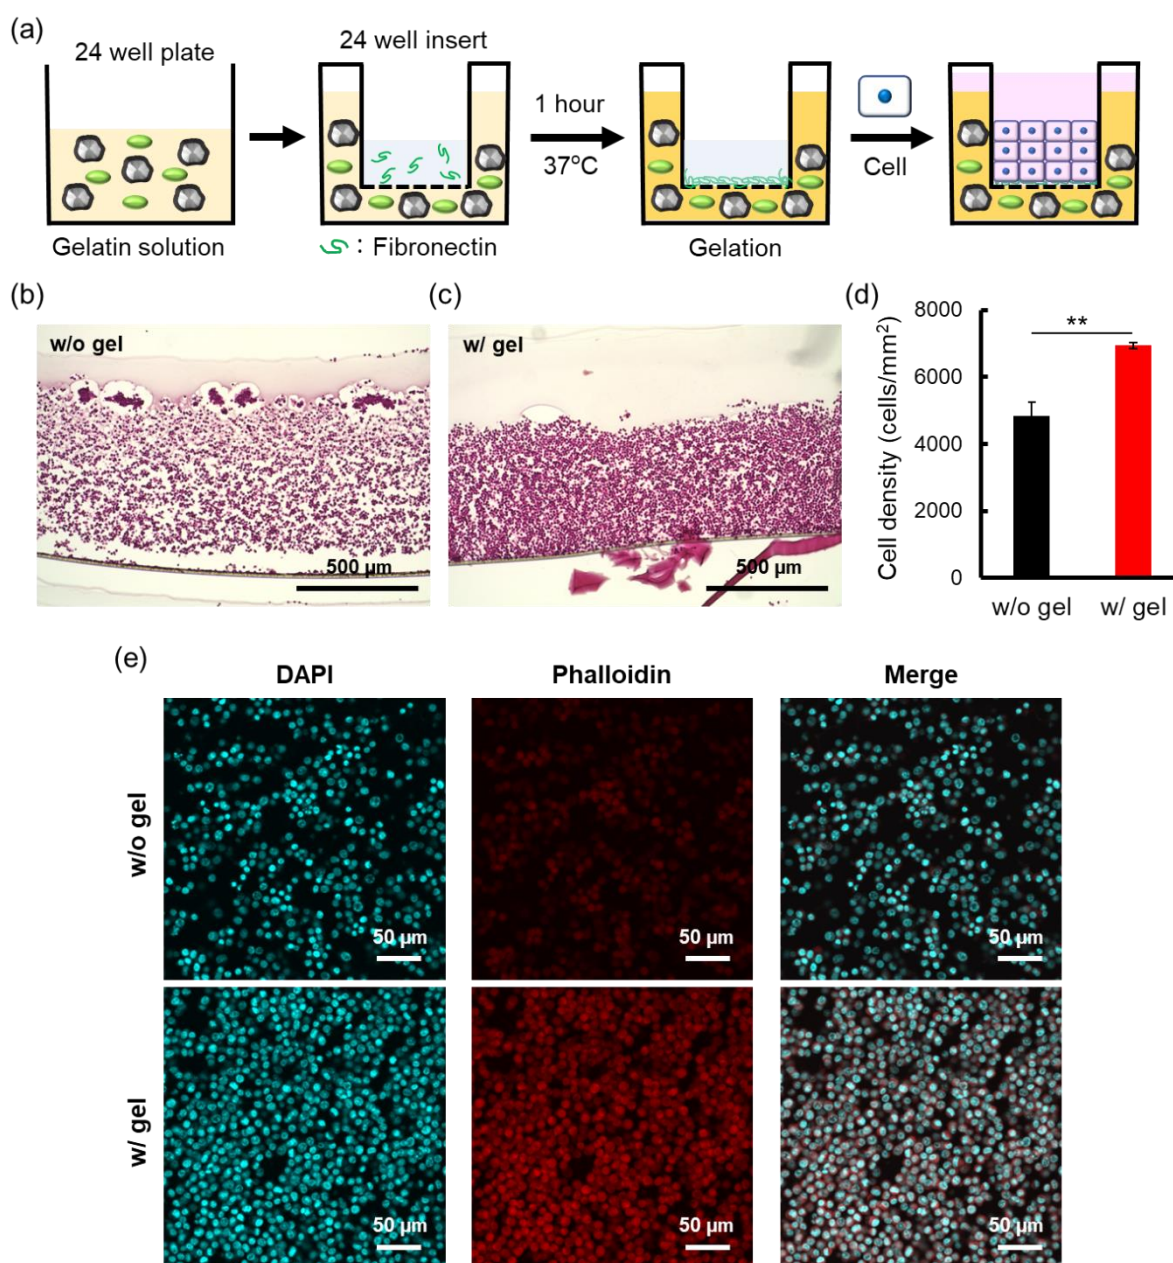 (a)
24 well plate
24 well insert
1 hour
37°C
Cell
Gelatin solution
: Fibronectin
Gelation
(b)
w/o gel
500 µm
(c)
w/ gel
500 µm
(d)
Cell density (cells/mm²)
8000
6000
4000
2000
0
**
w/o gel
w/ gel
(e)
DAPI
Phalloidin
Merge
w/o gel
50 µm
50 µm
50 µm
w/ gel
50 µm
50 µm
50 µm